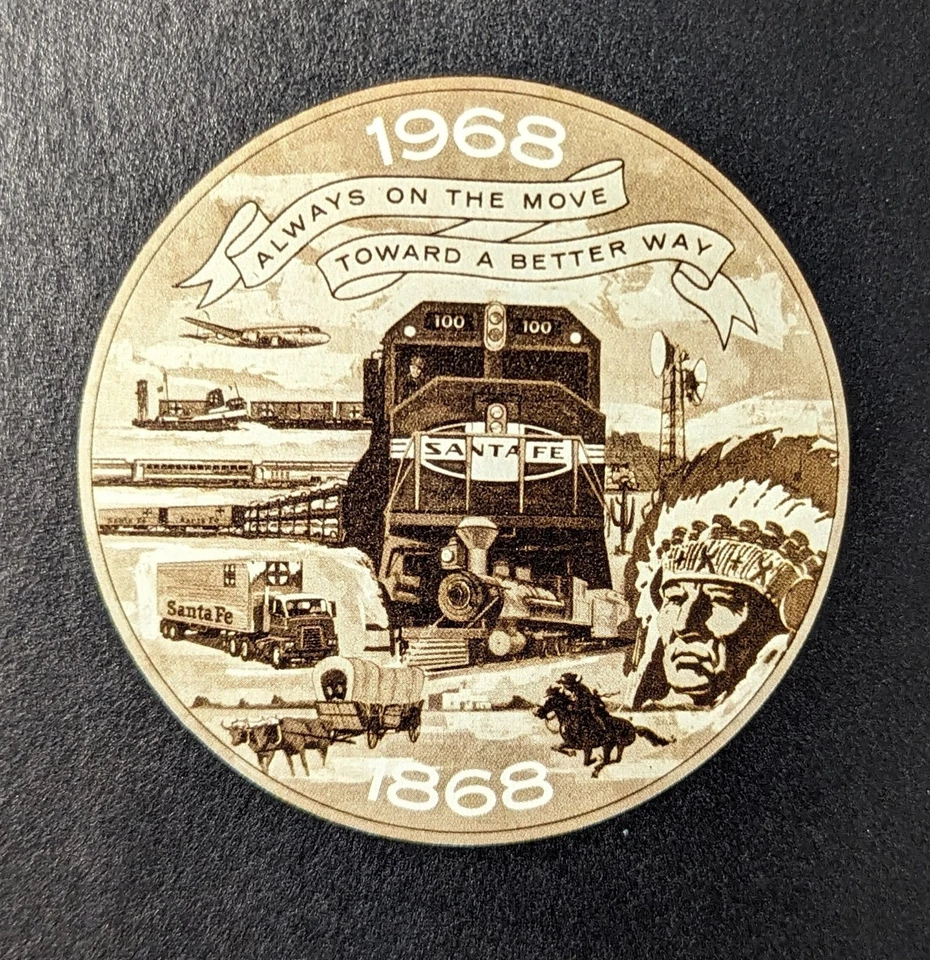 1968
ALWAYS ON THE MOVE
TOWARD A BETTER WAY
100 100
SANTA FE
Santa Fe
1868